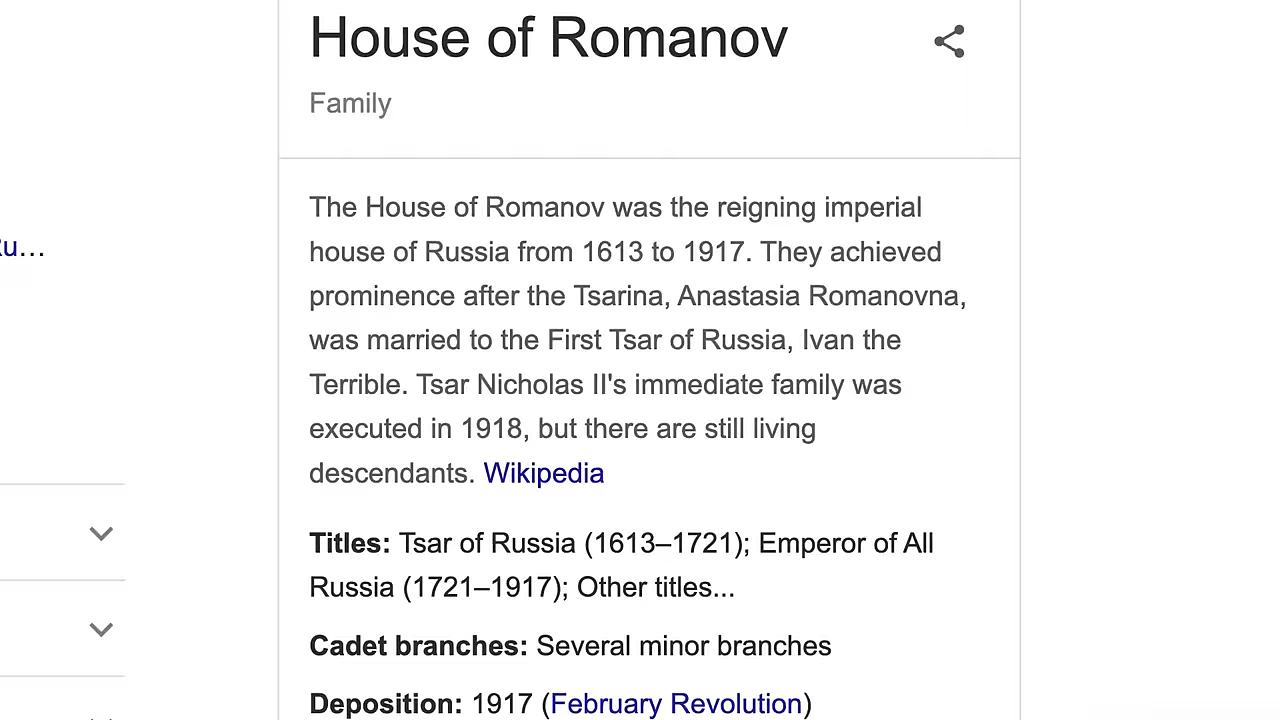 House of Romanov
Family
The House of Romanov was the reigning imperial
house of Russia from 1613 to 1917. They achieved
prominence after the Tsarina, Anastasia Romanovna,
was married to the First Tsar of Russia, Ivan the
Terrible. Tsar Nicholas II's immediate family was
executed in 1918, but there are still living
descendants. Wikipedia
Titles: Tsar of Russia (1613–1721); Emperor of All
Russia (1721–1917); Other titles...
Cadet branches: Several minor branches
Deposition: 1917 (February Revolution)